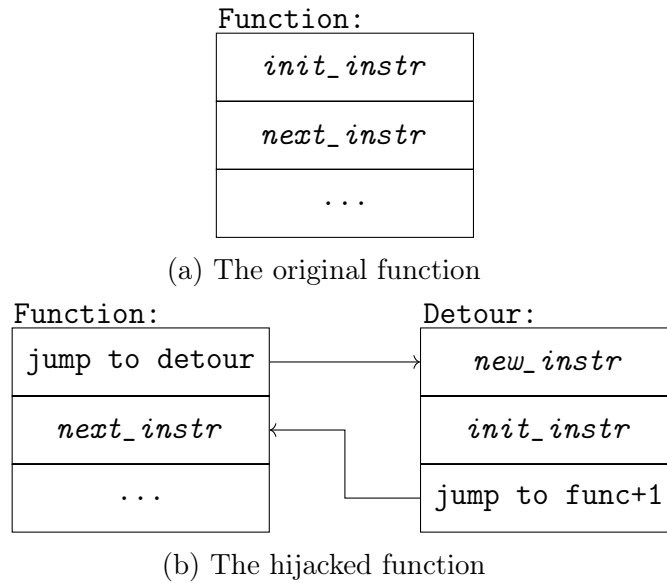 Function:
init_instr
next_instr
...
(a) The original function
Function: Detour:
jump to detour new_instr
next_instr init_instr
... jump to func+1
(b) The hijacked function